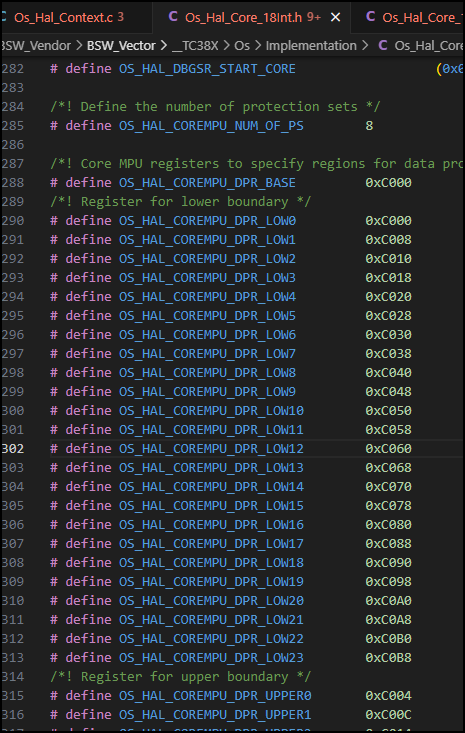 Os_Hal_Context.c 3
Os_Hal_Core_18Int.h 9+
Os_Hal_Core_
BSW_Vendor > BSW_Vector > __TC38X > Os > Implementation > C Os_Hal_Core
282 # define OS_HAL_DBGSR_START_CORE (0x0
283
284 /*! Define the number of protection sets */
285 # define OS_HAL_COREMPU_NUM_OF_PS 8
286
287 /*! Core MPU registers to specify regions for data pro
288 # define OS_HAL_COREMPU_DPR_BASE 0xC000
289 /*! Register for lower boundary */
290 # define OS_HAL_COREMPU_DPR_LOW0 0xC000
291 # define OS_HAL_COREMPU_DPR_LOW1 0xC008
292 # define OS_HAL_COREMPU_DPR_LOW2 0xC010
293 # define OS_HAL_COREMPU_DPR_LOW3 0xC018
294 # define OS_HAL_COREMPU_DPR_LOW4 0xC020
295 # define OS_HAL_COREMPU_DPR_LOW5 0xC028
296 # define OS_HAL_COREMPU_DPR_LOW6 0xC030
297 # define OS_HAL_COREMPU_DPR_LOW7 0xC038
298 # define OS_HAL_COREMPU_DPR_LOW8 0xC040
299 # define OS_HAL_COREMPU_DPR_LOW9 0xC048
300 # define OS_HAL_COREMPU_DPR_LOW10 0xC050
301 # define OS_HAL_COREMPU_DPR_LOW11 0xC058
302 # define OS_HAL_COREMPU_DPR_LOW12 0xC060
303 # define OS_HAL_COREMPU_DPR_LOW13 0xC068
304 # define OS_HAL_COREMPU_DPR_LOW14 0xC070
305 # define OS_HAL_COREMPU_DPR_LOW15 0xC078
306 # define OS_HAL_COREMPU_DPR_LOW16 0xC080
307 # define OS_HAL_COREMPU_DPR_LOW17 0xC088
308 # define OS_HAL_COREMPU_DPR_LOW18 0xC090
309 # define OS_HAL_COREMPU_DPR_LOW19 0xC098
310 # define OS_HAL_COREMPU_DPR_LOW20 0xC0A0
311 # define OS_HAL_COREMPU_DPR_LOW21 0xC0A8
312 # define OS_HAL_COREMPU_DPR_LOW22 0xC0B0
313 # define OS_HAL_COREMPU_DPR_LOW23 0xC0B8
314 /*! Register for upper boundary */
315 # define OS_HAL_COREMPU_DPR_UPPER0 0xC004
316 # define OS_HAL_COREMPU_DPR_UPPER1 0xC00C